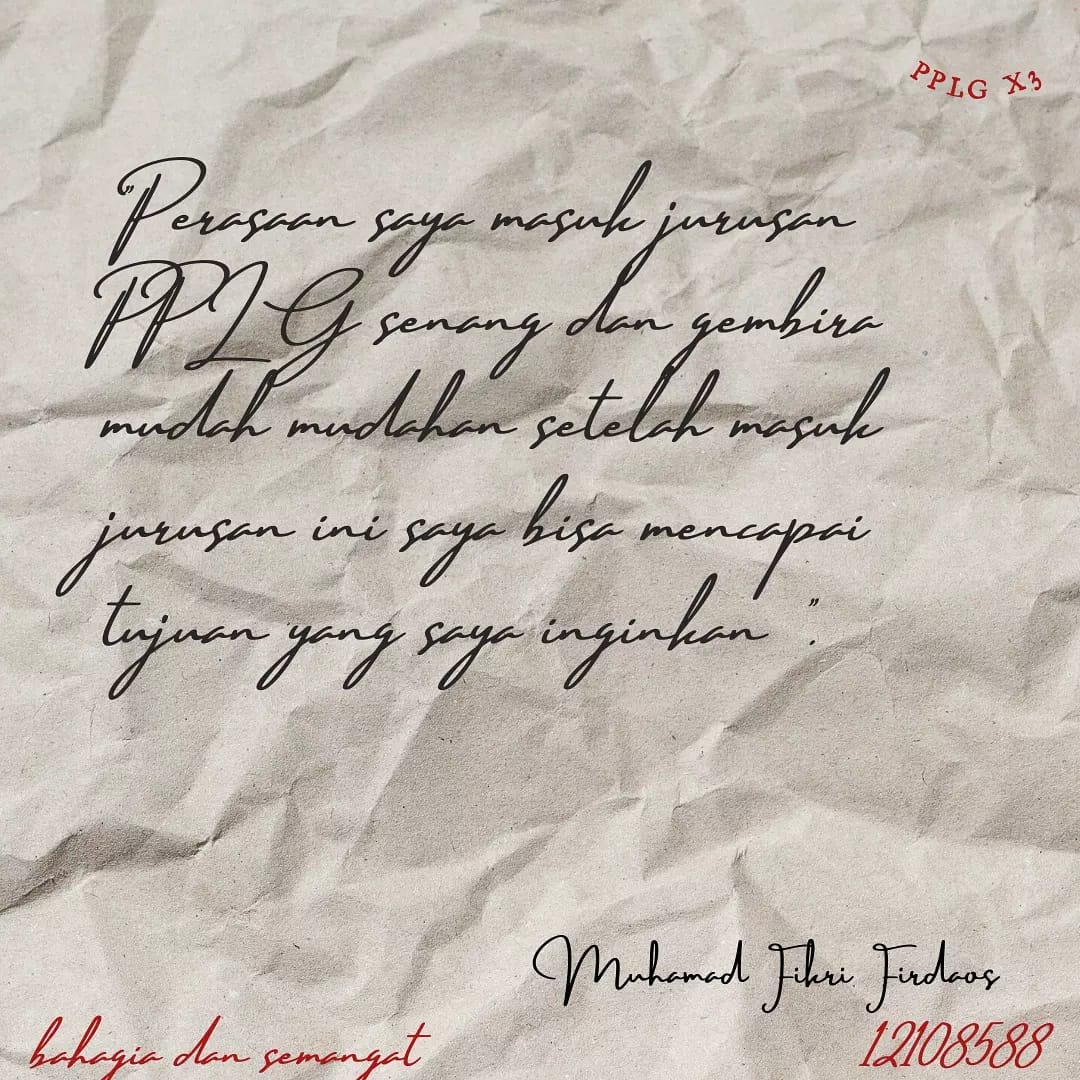 PPLG X3
"Perasaan saya masuk jurusan
PPLG senang dan gembira
mudah mudahan setelah masuk
jurusan ini saya bisa mencapai
tujuan yang saya inginkan ".
Muhamad Fikri Firdaos
bahagia dan semangat
12108588